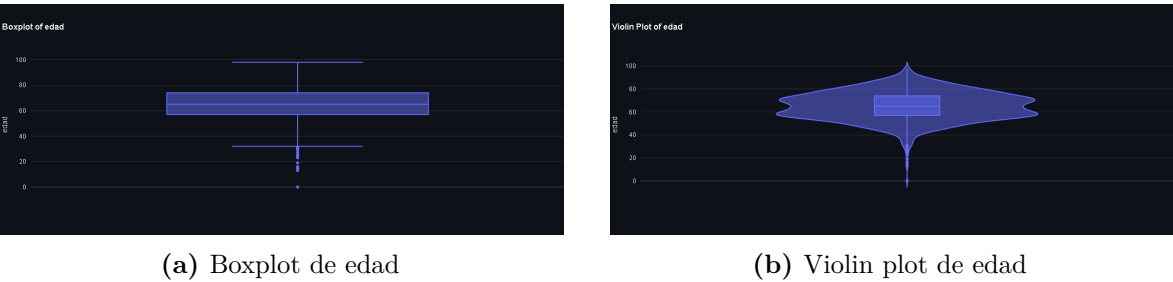 Boxplot of edad
100
80
60
40
20
0
edad
Violin Plot of edad
100
80
60
40
20
0
edad
(a) Boxplot de edad
(b) Violin plot de edad